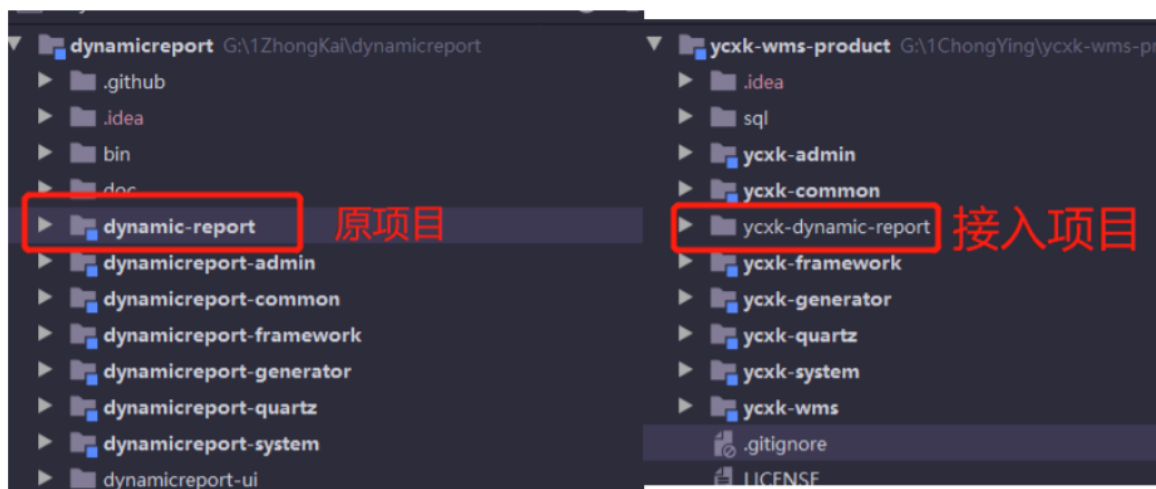 dynamicreport G:\1ZhongKai\dynamicreport
.github
.idea
bin
doc
dynamic-report
原项目
dynamicreport-admin
dynamicreport-common
dynamicreport-framework
dynamicreport-generator
dynamicreport-quartz
dynamicreport-system
dynamicreport-ui
ycxk-wms-product G:\1ChongYing\ycxk-wms-pr
.idea
sql
ycxk-admin
ycxk-common
ycxk-dynamic-report
接入项目
ycxk-framework
ycxk-generator
ycxk-quartz
ycxk-system
ycxk-wms
.gitignore
LICENSE